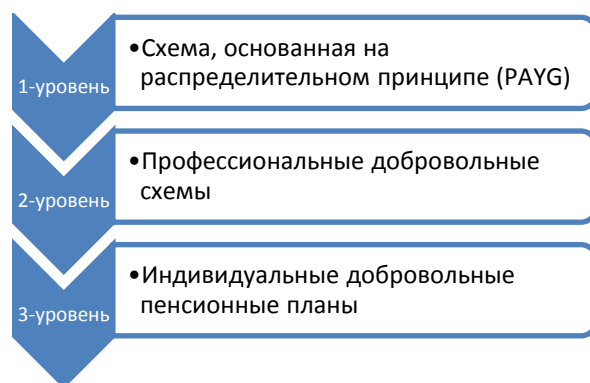 1-уровень
•Схема, основанная на
распределительном принципе (PAYG)
2-уровень
•Профессиональные добровольные
схемы
3-уровень
•Индивидуальные добровольные
пенсионные планы